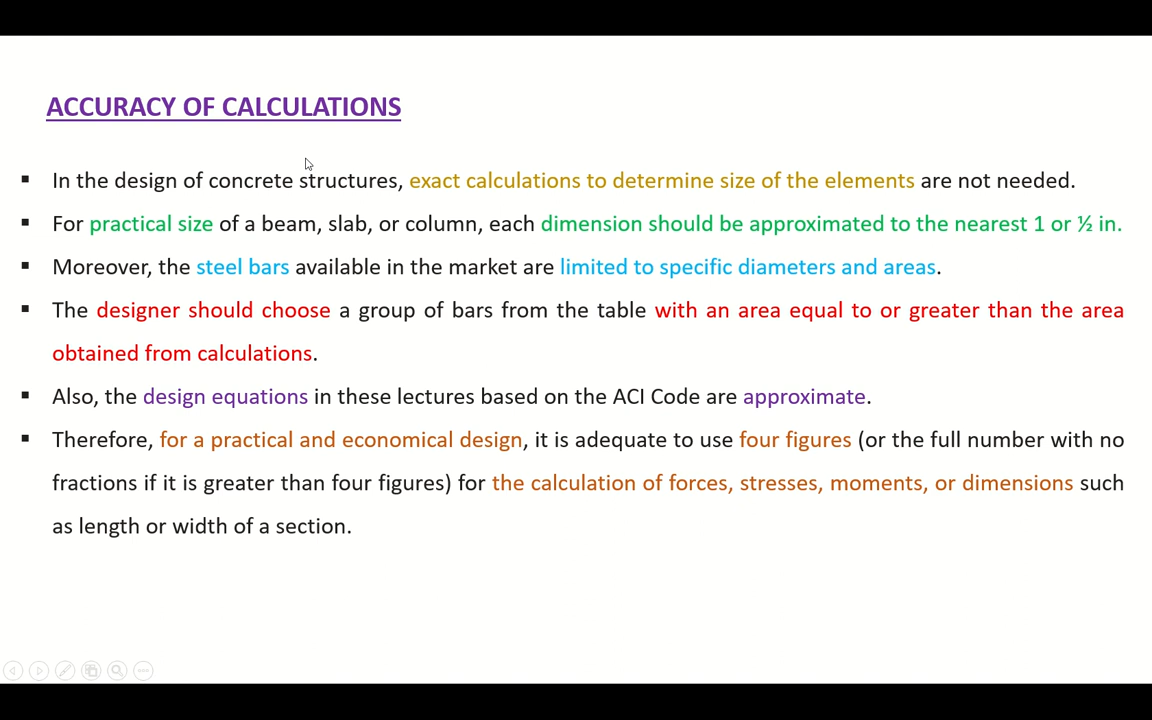 ACCURACY OF CALCULATIONS
▪ In the design of concrete structures, exact calculations to determine size of the elements are not needed.
▪ For practical size of a beam, slab, or column, each dimension should be approximated to the nearest 1 or ½ in.
▪ Moreover, the steel bars available in the market are limited to specific diameters and areas.
▪ The designer should choose a group of bars from the table with an area equal to or greater than the area
obtained from calculations.
▪ Also, the design equations in these lectures based on the ACI Code are approximate.
▪ Therefore, for a practical and economical design, it is adequate to use four figures (or the full number with no
fractions if it is greater than four figures) for the calculation of forces, stresses, moments, or dimensions such
as length or width of a section.